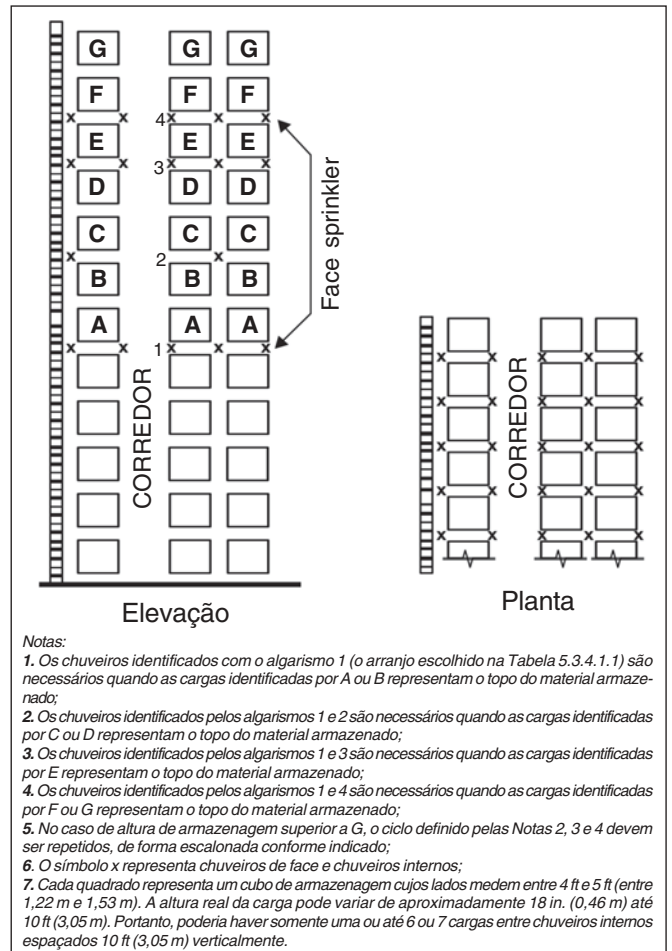 G G G
F F F
4
E E E
3
D D D
C C C
2
B B B
A A A
1
Face sprinkler
CORREDOR
CORREDOR
Elevação
Planta
Notas:
1. Os chuveiros identificados com o algarismo 1 (o arranjo escolhido na Tabela 5.3.4.1.1) são
necessários quando as cargas identificadas por A ou B representam o topo do material armaze-
nado;
2. Os chuveiros identificados pelos algarismos 1 e 2 são necessários quando as cargas identificadas
por C ou D representam o topo do material armazenado;
3. Os chuveiros identificados pelos algarismos 1 e 3 são necessários quando as cargas identificadas
por E representam o topo do material armazenado;
4. Os chuveiros identificados pelos algarismos 1 e 4 são necessários quando as cargas identificadas
por F ou G representam o topo do material armazenado;
5. No caso de altura de armazenagem superior a G, o ciclo definido pelas Notas 2, 3 e 4 devem
ser repetidos, de forma escalonada conforme indicado;
6. O símbolo x representa chuveiros de face e chuveiros internos;
7. Cada quadrado representa um cubo de armazenagem cujos lados medem entre 4 ft e 5 ft (entre
1,22 m e 1,53 m). A altura real da carga pode variar de aproximadamente 18 in. (0,46 m) até
10 ft (3,05 m). Portanto, poderia haver somente uma ou até 6 ou 7 cargas entre chuveiros internos
espaçados 10 ft (3,05 m) verticalmente.